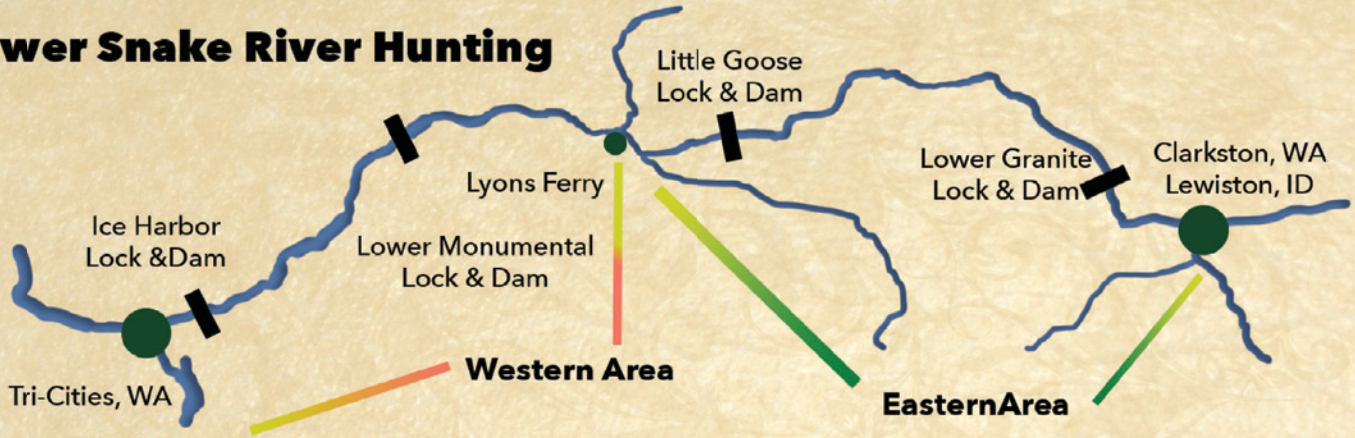 wer Snake River Hunting
Little Goose
Lock & Dam
Lower Granite
Lock & Dam
Clarkston, WA
Lewiston, ID
Lyons Ferry
Ice Harbor
Lock &Dam
Lower Monumental
Lock & Dam
Western Area
Tri-Cities, WA
EasternArea